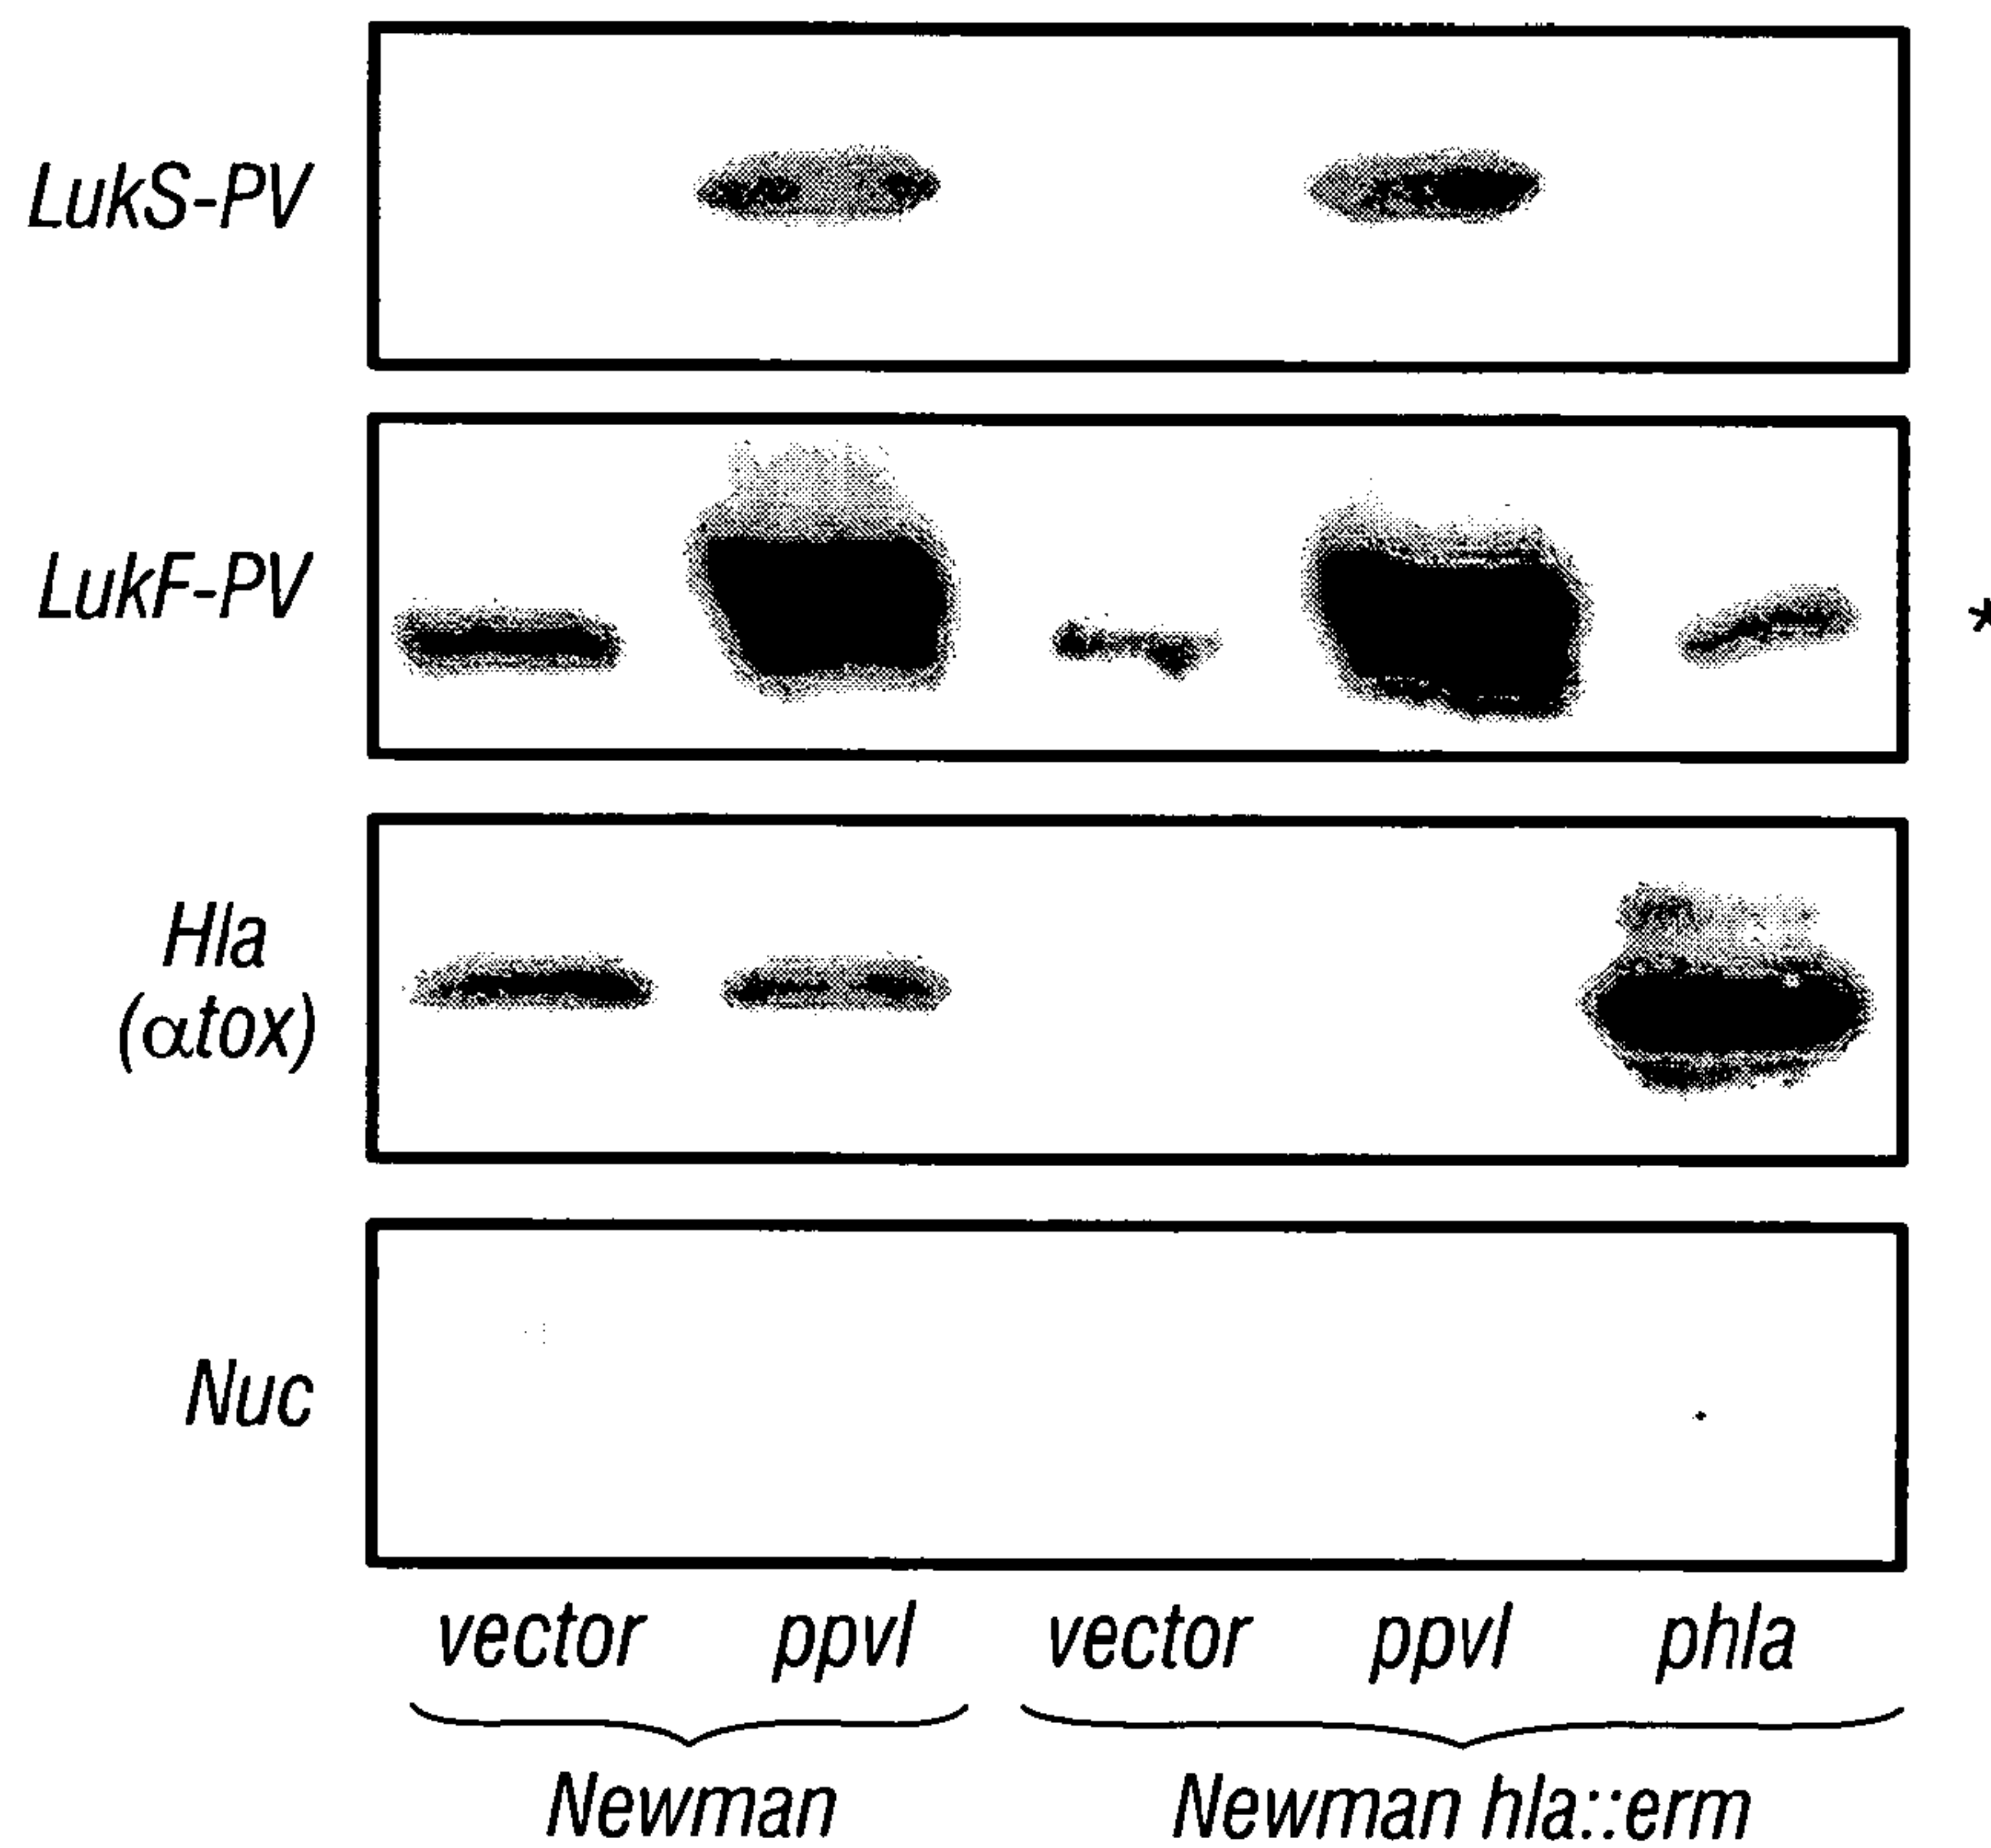 LukS-PV
LukF-PV
*
Hla
(αtox)
Nuc
vector ppvl vector ppvl phla
Newman Newman hla::erm